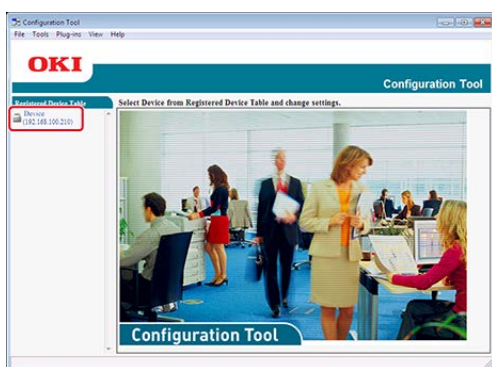 Configuration Tool
File Tools Plug-ins View Help
OKI
Configuration Tool
Registered Device Table
Select Device from Registered Device Table and change settings.
Device
(192.168.100.210)
Configuration Tool